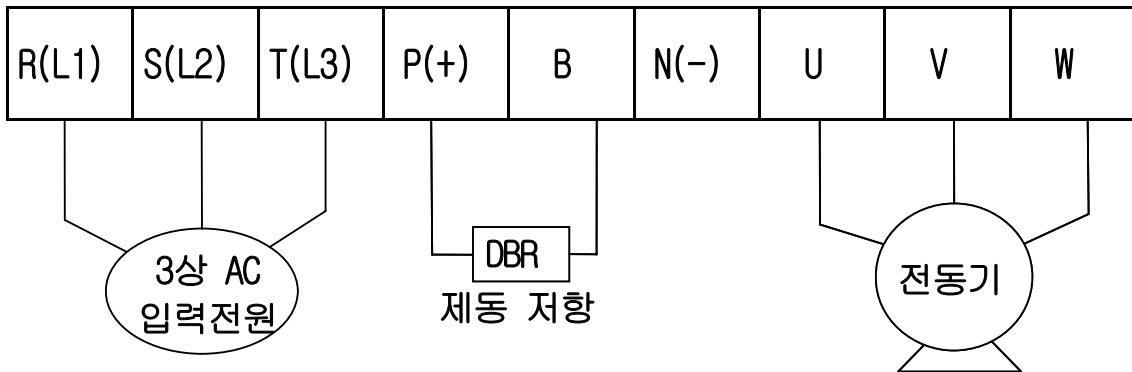 R(L1) S(L2) T(L3) P(+) B N(-) U V W
3상 AC
입력전원
DBR
제동 저항
전동기